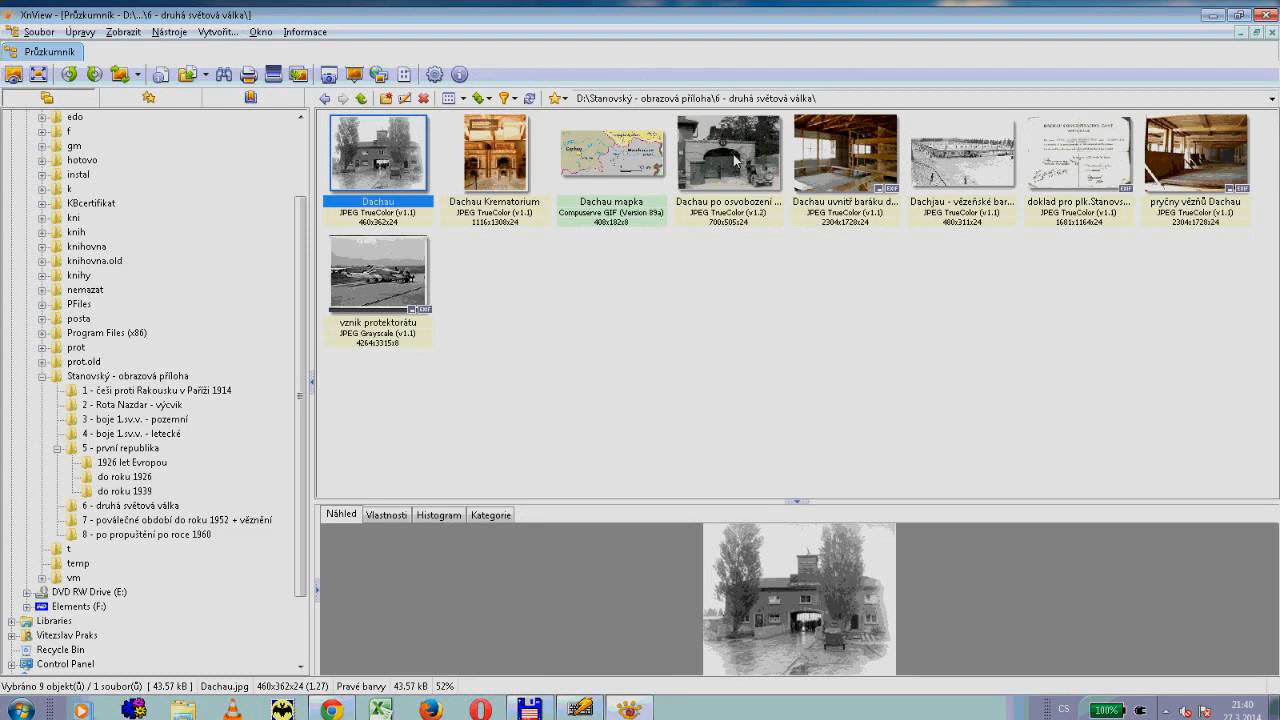 XnView - [Průzkumník - D:\...\6 - druhá světová válka\]
Soubor Úpravy Zobrazit Nástroje Vytvořit... Okno Informace
Průzkumník
D:\Stanovský - obrazová příloha\6 - druhá světová válka\
edo
f
gm
hotovo
instal
k
KBcertifikat
kni
knih
knihovna
knihovna.old
knihy
nemazat
PFiles
posta
Program Files (x86)
prot
prot.old
Stanovský - obrazová příloha
1 - češi proti Rakousku v Paříži 1914
2 - Rota Nazdar - výcvik
3 - boje 1.sv.v. - pozemní
4 - boje 1.sv.v. - letecké
5 - první republika
1926 let Evropou
do roku 1926
do roku 1939
6 - druhá světová válka
7 - poválečné období do roku 1952 + věznění
8 - po propuštění po roce 1960
t
temp
vm
DVD RW Drive (E:)
Elements (F:)
Libraries
Vitezslav Praks
Recycle Bin
Control Panel
Dachau
JPEG TrueColor (v1.1)
460x362x24
Dachau Krematorium
JPEG TrueColor (v1.1)
1116x1308x24
Dachau mapka
Compuserve GIF (Version 89a)
408x182x8
Dachau po osvobození ...
JPEG TrueColor (v1.2)
700x595x24
Dachau uvnitř baráku d...
JPEG TrueColor (v1.1)
2304x1728x24
EXIF
Dachjau - vězeňské bar...
JPEG TrueColor (v1.1)
480x311x24
doklad pro plk.Stanovs...
JPEG TrueColor (v1.1)
1681x1164x24
pryčny vězňů Dachau
JPEG TrueColor (v1.1)
2304x1728x24
EXIF
vznik protektorátu
JPEG Grayscale (v1.1)
4264x3315x8
EXIF
Náhled Vlastnosti Histogram Kategorie
Vybráno 9 objekt(ů) / 1 soubor(ů) [ 43.57 kB ] Dachau.jpg 460x362x24 (1.27) Pravé barvy 43.57 kB 52%
CS 100% 21:40
27.3.2014